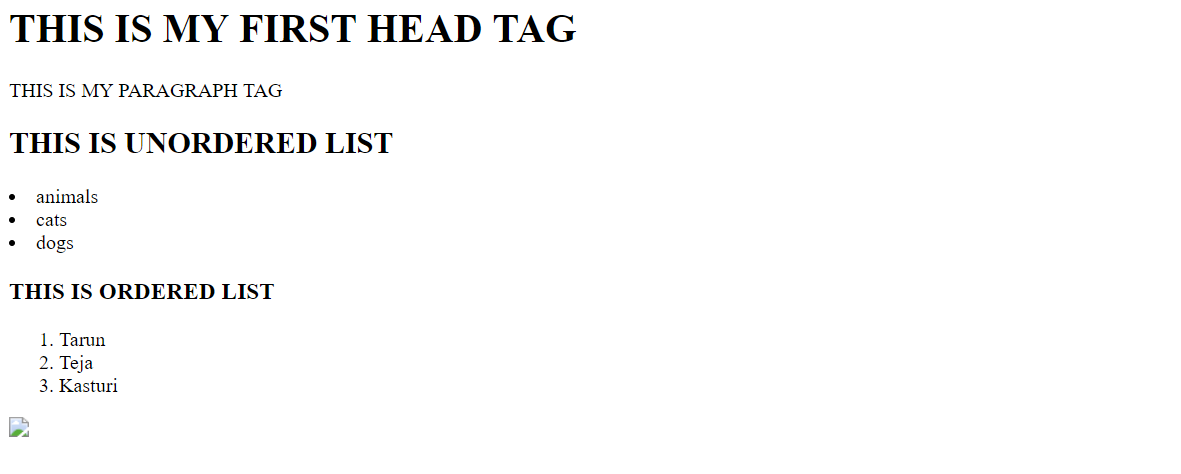 THIS IS MY FIRST HEAD TAG
THIS IS MY PARAGRAPH TAG
THIS IS UNORDERED LIST
• animals
• cats
• dogs
THIS IS ORDERED LIST
1. Tarun
2. Teja
3. Kasturi